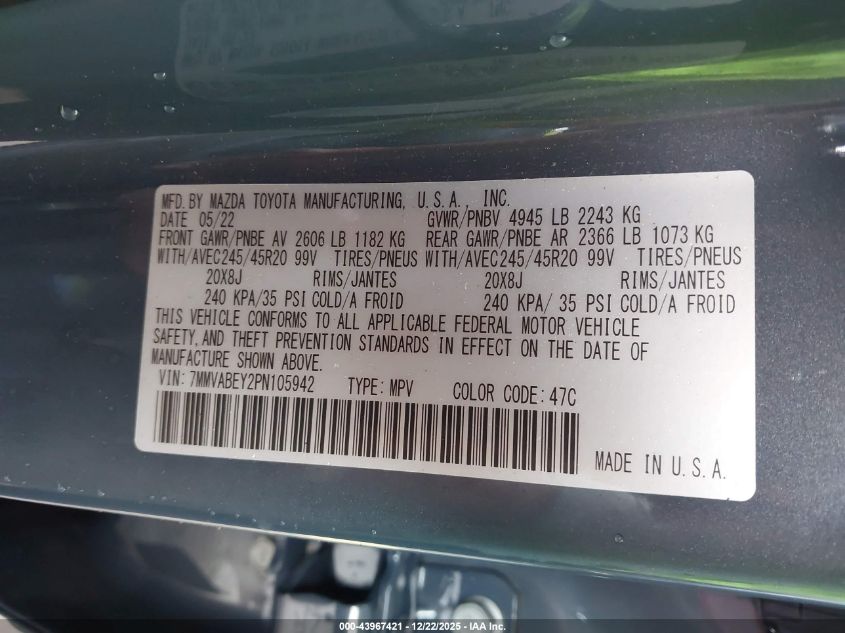 MFD. BY MAZDA TOYOTA MANUFACTURING, U.S.A., INC.
DATE 05/22 GVWR/PNBV 4945 LB 2243 KG
FRONT GAWR/PNBE AV 2606 LB 1182 KG REAR GAWR/PNBE AR 2366 LB 1073 KG
WITH/AVEC 245/45R20 99V TIRES/PNEUS WITH/AVEC 245/45R20 99V TIRES/PNEUS
20X8J RIMS/JANTES 20X8J RIMS/JANTES
240 KPA/35 PSI COLD/A FROID 240 KPA/ 35 PSI COLD/A FROID
THIS VEHICLE CONFORMS TO ALL APPLICABLE FEDERAL MOTOR VEHICLE
SAFETY, AND THEFT PREVENTION STANDARDS IN EFFECT ON THE DATE OF
MANUFACTURE SHOWN ABOVE.
VIN: 7MMVABEY2PN105942 TYPE: MPV COLOR CODE: 47C
MADE IN U.S.A.
000-43967421 - 12/22/2025 - IAA Inc.